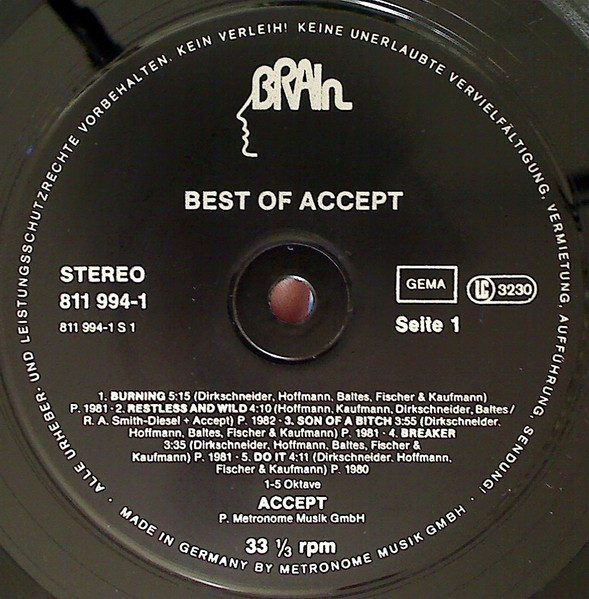 ALLE URHEBER- UND LEISTUNGSSCHUTZRECHTE VORBEHALTEN. KEIN VERLEIH! KEINE UNERLAUBTE VERVIELFÄLTIGUNG, VERMIETUNG, AUFFÜHRUNG, SENDUNG!
BRAIN
BEST OF ACCEPT
STEREO
811 994-1
811 994-1 S 1
GEMA
LC 3230
Seite 1
1. BURNING 5:15 (Dirkschneider, Hoffmann, Baltes, Fischer & Kaufmann)
P. 1981 · 2. RESTLESS AND WILD 4:10 (Hoffmann, Kaufmann, Dirkschneider, Baltes /
R. A. Smith-Diesel + Accept) P. 1982 · 3. SON OF A BITCH 3:55 (Dirkschneider,
Hoffmann, Baltes, Fischer & Kaufmann) P. 1981 · 4. BREAKER
3:35 (Dirkschneider, Hoffmann, Baltes, Fischer &
Kaufmann) P. 1981 · 5. DO IT 4:11 (Dirkschneider, Hoffmann,
Fischer & Kaufmann) P. 1980
1-5 Oktave
ACCEPT
P. Metronome Musik GmbH
33 1/3 rpm
· MADE IN GERMANY BY METRONOME MUSIK GMBH ·